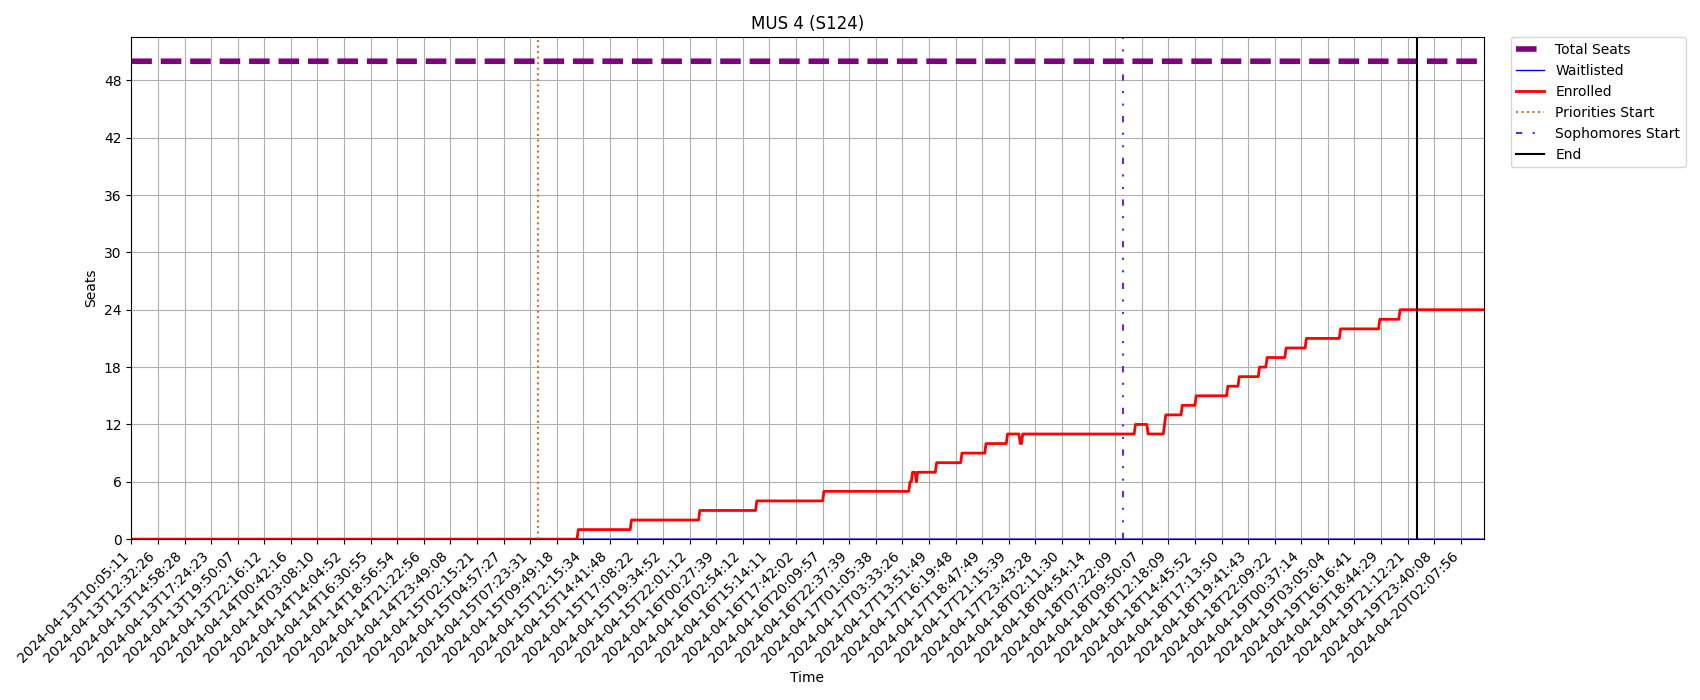 MUS 4 (S124)
Total Seats
Waitlisted
Enrolled
Priorities Start
Sophomores Start
End
Seats
48
42
36
30
24
18
12
6
0
2024-04-13T10:05:11
2024-04-13T12:32:26
2024-04-13T14:58:28
2024-04-13T17:24:23
2024-04-13T19:50:07
2024-04-13T22:16:12
2024-04-14T00:42:16
2024-04-14T03:08:10
2024-04-14T14:04:52
2024-04-14T16:30:55
2024-04-14T18:56:54
2024-04-14T21:22:56
2024-04-14T23:49:08
2024-04-15T02:15:21
2024-04-15T04:57:27
2024-04-15T07:23:31
2024-04-15T09:49:18
2024-04-15T12:15:34
2024-04-15T14:41:48
2024-04-15T17:08:22
2024-04-15T19:34:52
2024-04-15T22:01:12
2024-04-16T00:27:39
2024-04-16T02:54:12
2024-04-16T15:14:11
2024-04-16T17:42:02
2024-04-16T20:09:57
2024-04-16T22:37:39
2024-04-17T01:05:38
2024-04-17T03:33:26
2024-04-17T13:51:49
2024-04-17T16:19:48
2024-04-17T18:47:49
2024-04-17T21:15:39
2024-04-17T23:43:28
2024-04-18T02:11:30
2024-04-18T04:54:14
2024-04-18T07:22:09
2024-04-18T09:50:07
2024-04-18T12:18:09
2024-04-18T14:45:52
2024-04-18T17:13:50
2024-04-18T19:41:43
2024-04-18T22:09:22
2024-04-19T00:37:14
2024-04-19T03:05:04
2024-04-19T16:16:41
2024-04-19T18:44:29
2024-04-19T21:12:21
2024-04-19T23:40:08
2024-04-20T02:07:56
Time